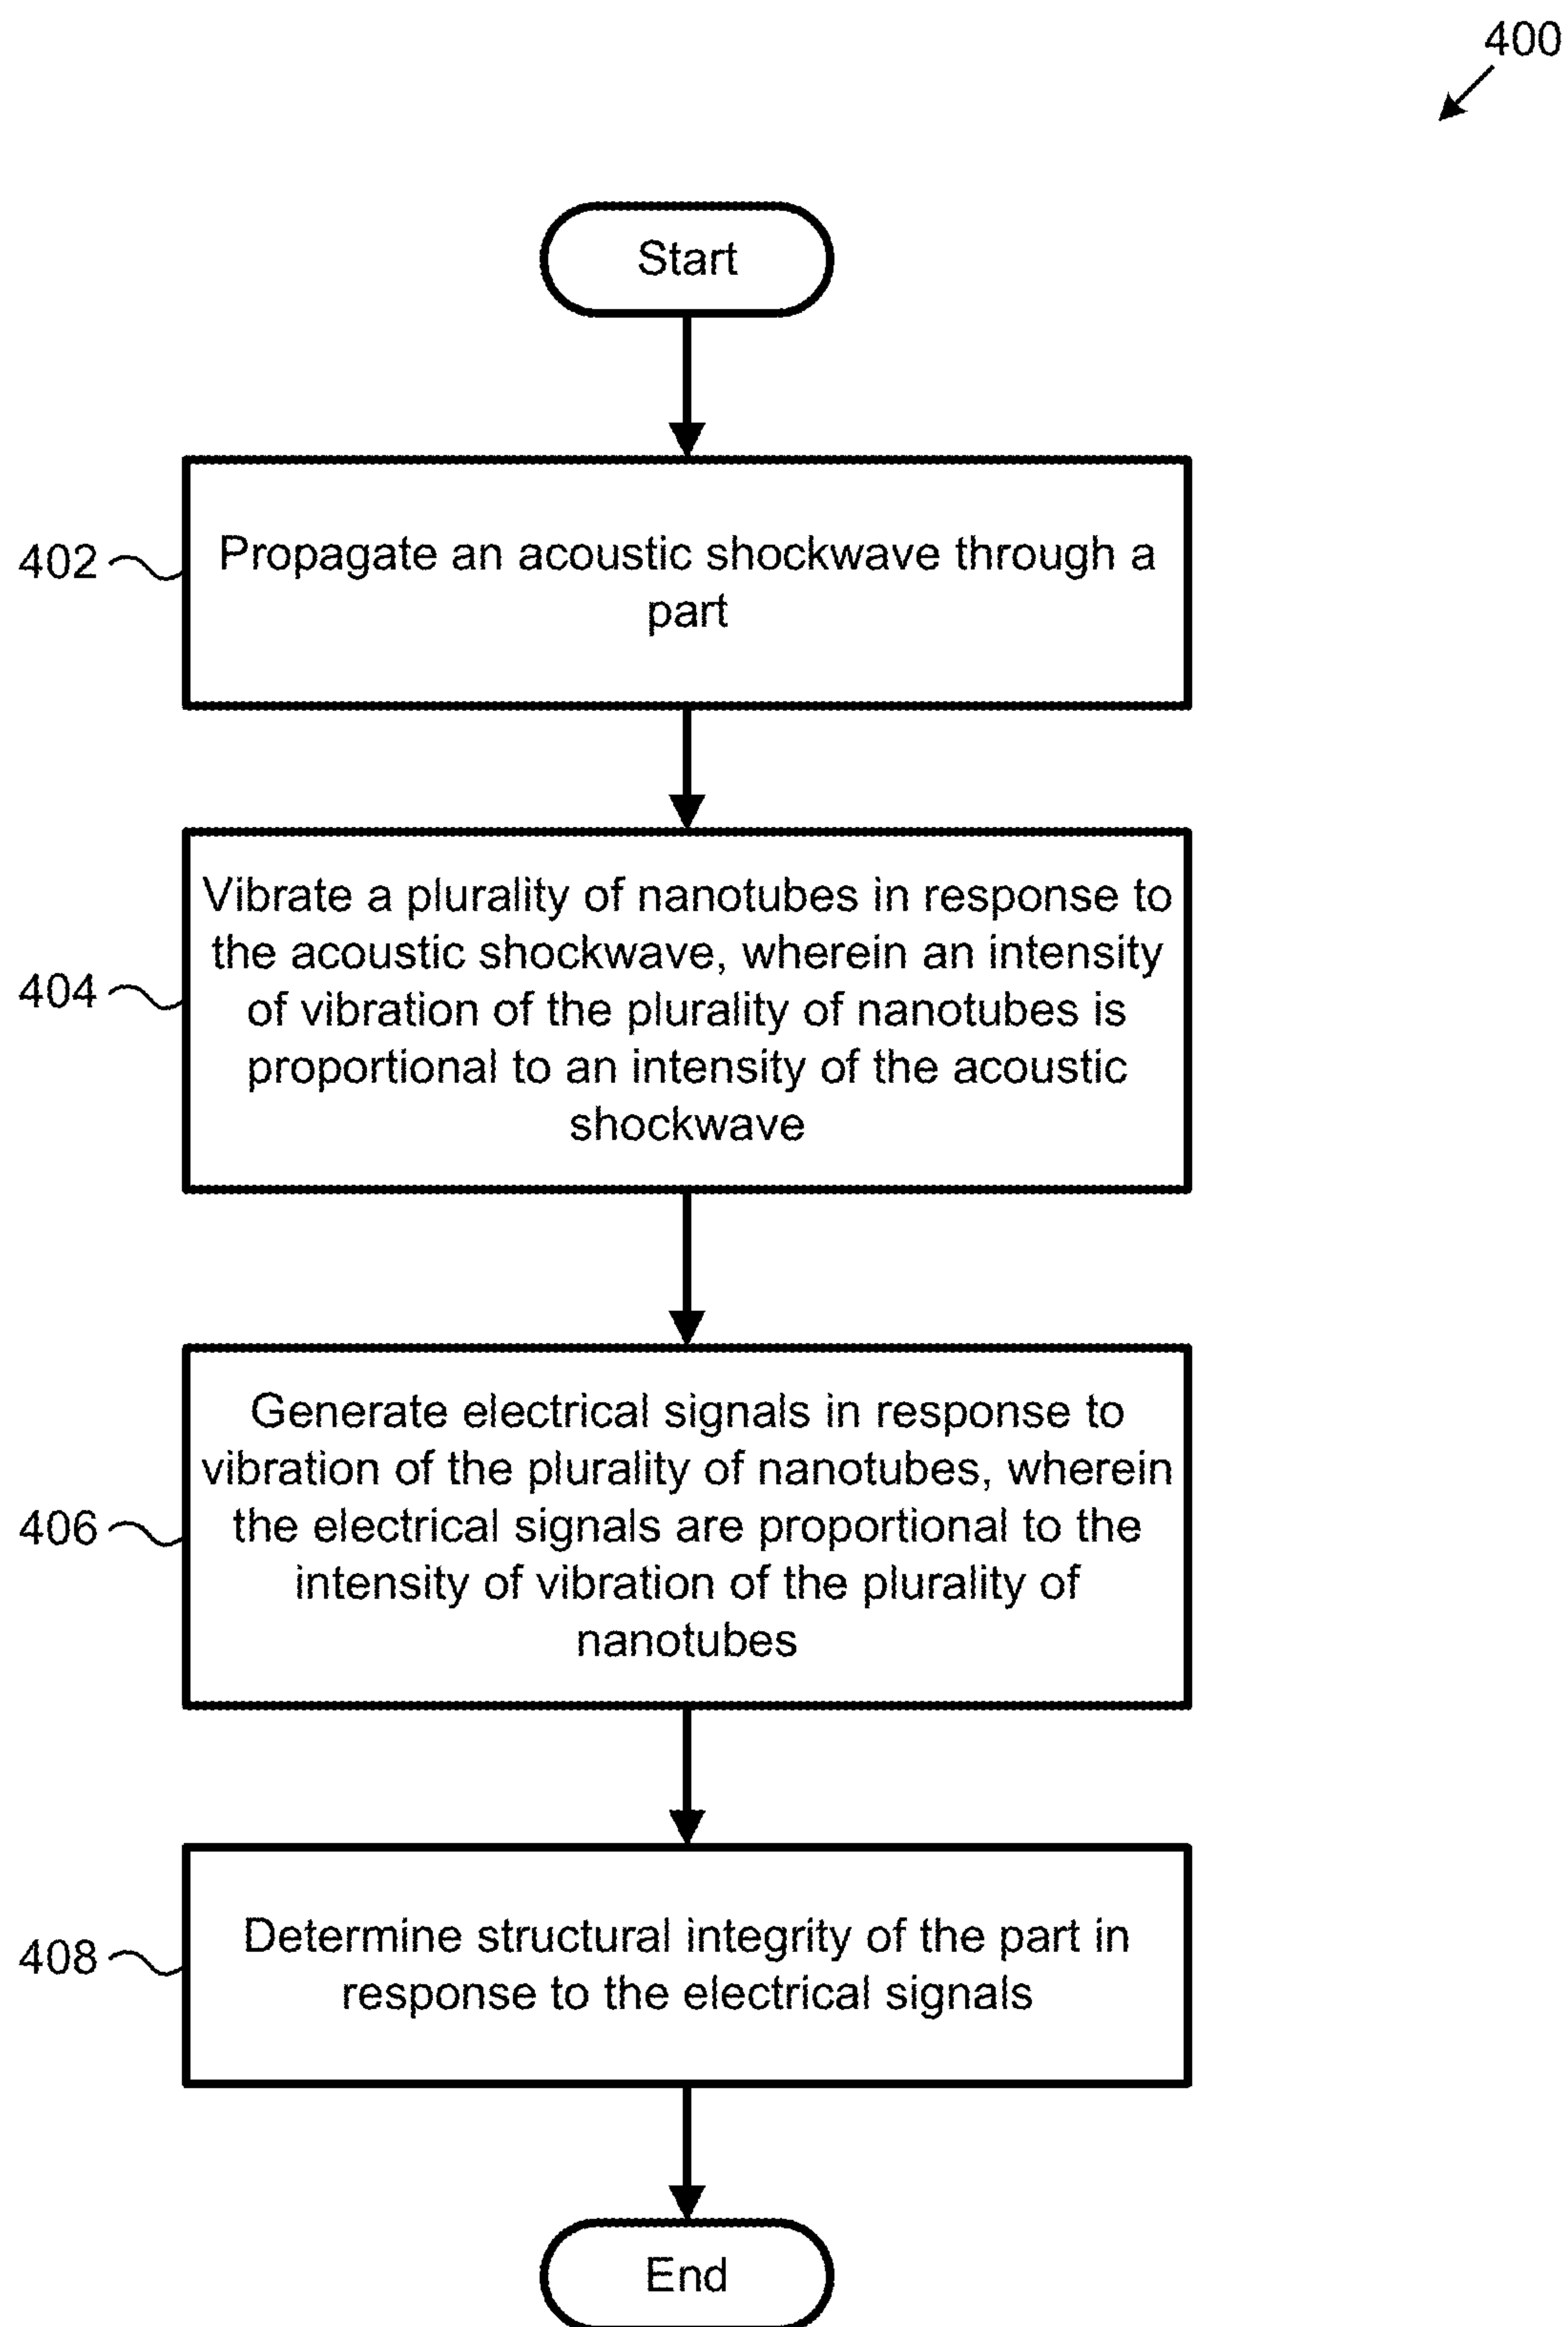 400
Start
402
Propagate an acoustic shockwave through a
part
404
Vibrate a plurality of nanotubes in response to
the acoustic shockwave, wherein an intensity
of vibration of the plurality of nanotubes is
proportional to an intensity of the acoustic
shockwave
406
Generate electrical signals in response to
vibration of the plurality of nanotubes, wherein
the electrical signals are proportional to the
intensity of vibration of the plurality of
nanotubes
408
Determine structural integrity of the part in
response to the electrical signals
End